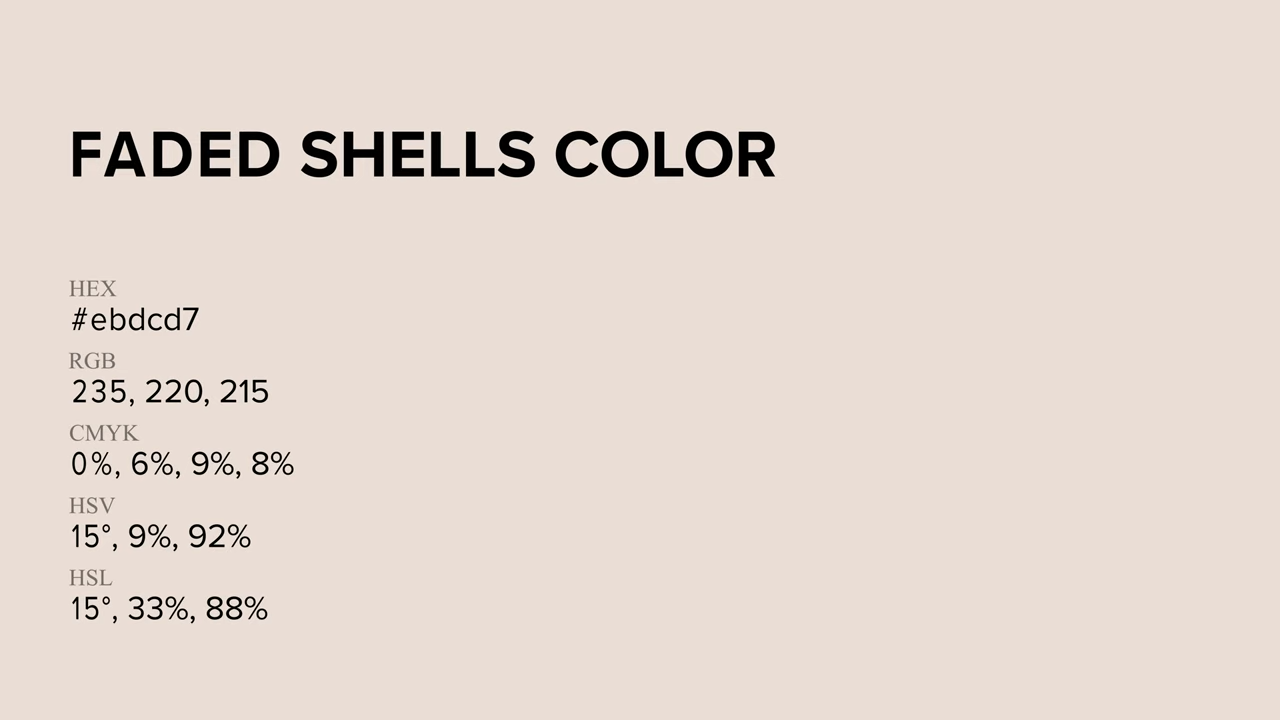 FADED SHELLS COLOR
HEX
#ebdcd7
RGB
235, 220, 215
CMYK
0%, 6%, 9%, 8%
HSV
15°, 9%, 92%
HSL
15°, 33%, 88%